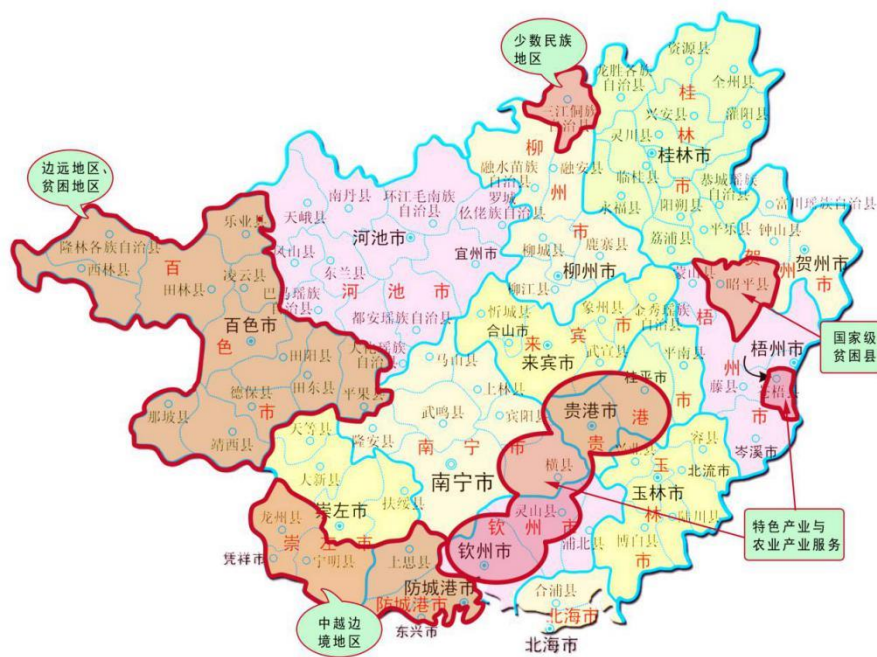 少数民族
地区
边远地区、
贫困地区
资源县
龙胜各族
自治县
全州县
桂
兴安县
灌阳县
林
灵川县
桂林市
市
临桂县
恭城瑶族
自治县
永福县
阳朔县
荔浦县
平乐县
三江侗族
自治县
柳
融水苗族
自治县
融安县
州
市
柳城县
鹿寨县
柳州市
柳江县
富川瑶族自治县
钟山县
贺
州
贺州市
市
昭平县
国家级
贫困县
南丹县
环江毛南族
自治县
罗城
仫佬族自治县
天峨县
河池市
宜州市
凤山县
东兰县
河
池
市
巴马瑶族
自治县
都安瑶族自治县
大化瑶族
自治县
乐业县
隆林各族自治县
西林县
百
田林县
凌云县
百色市
色
田阳县
田东县
平果县
德保县
市
那坡县
靖西县
忻城县
合山市
来
宾
市
象州县
金秀瑶族
自治县
来宾市
武宣县
蒙山县
梧
梧州市
州
苍梧县
藤县
市
岑溪市
平南县
桂平市
市
贵港市
港
贵
马山县
上林县
武鸣县
宾阳县
隆安县
南
宁
市
南宁市
横县
兴业县
容县
玉
北流市
玉林市
林
陆川县
博白县
市
天等县
大新县
崇左市
扶绥县
龙州县
崇
左
市
凭祥市
宁明县
上思县
防城港市
防城港市
东兴市
中越边
境地区
灵山县
钦
州
市
钦州市
浦北县
合浦县
北海市
北海市
特色产业与
农业产业服务